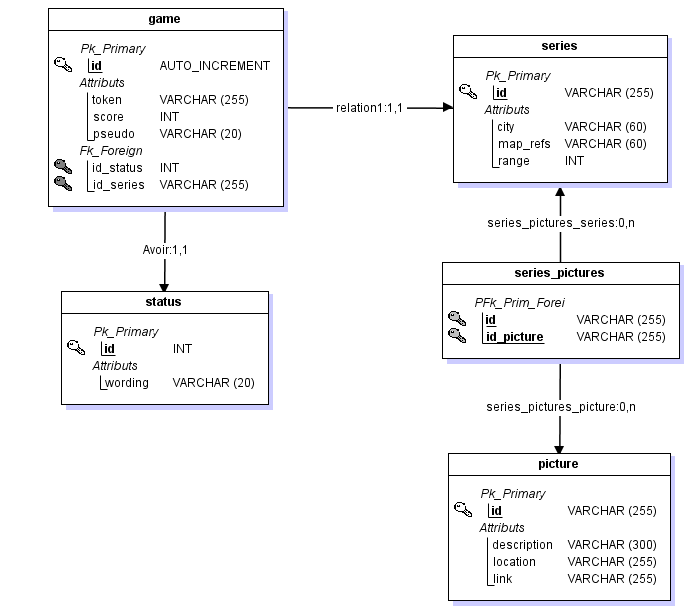 game
Pk_Primary
id AUTO_INCREMENT
Attributs
token VARCHAR (255)
score INT
pseudo VARCHAR (20)
Fk_Foreign
id_status INT
id_series VARCHAR (255)
relation1:1,1
series
Pk_Primary
id VARCHAR (255)
Attributs
city VARCHAR (60)
map_refs VARCHAR (60)
range INT
Avoir:1,1
series_pictures_series:0,n
status
Pk_Primary
id INT
Attributs
wording VARCHAR (20)
series_pictures
PFk_Prim_Forei
id VARCHAR (255)
id_picture VARCHAR (255)
series_pictures_picture:0,n
picture
Pk_Primary
id VARCHAR (255)
Attributs
description VARCHAR (300)
location VARCHAR (255)
link VARCHAR (255)